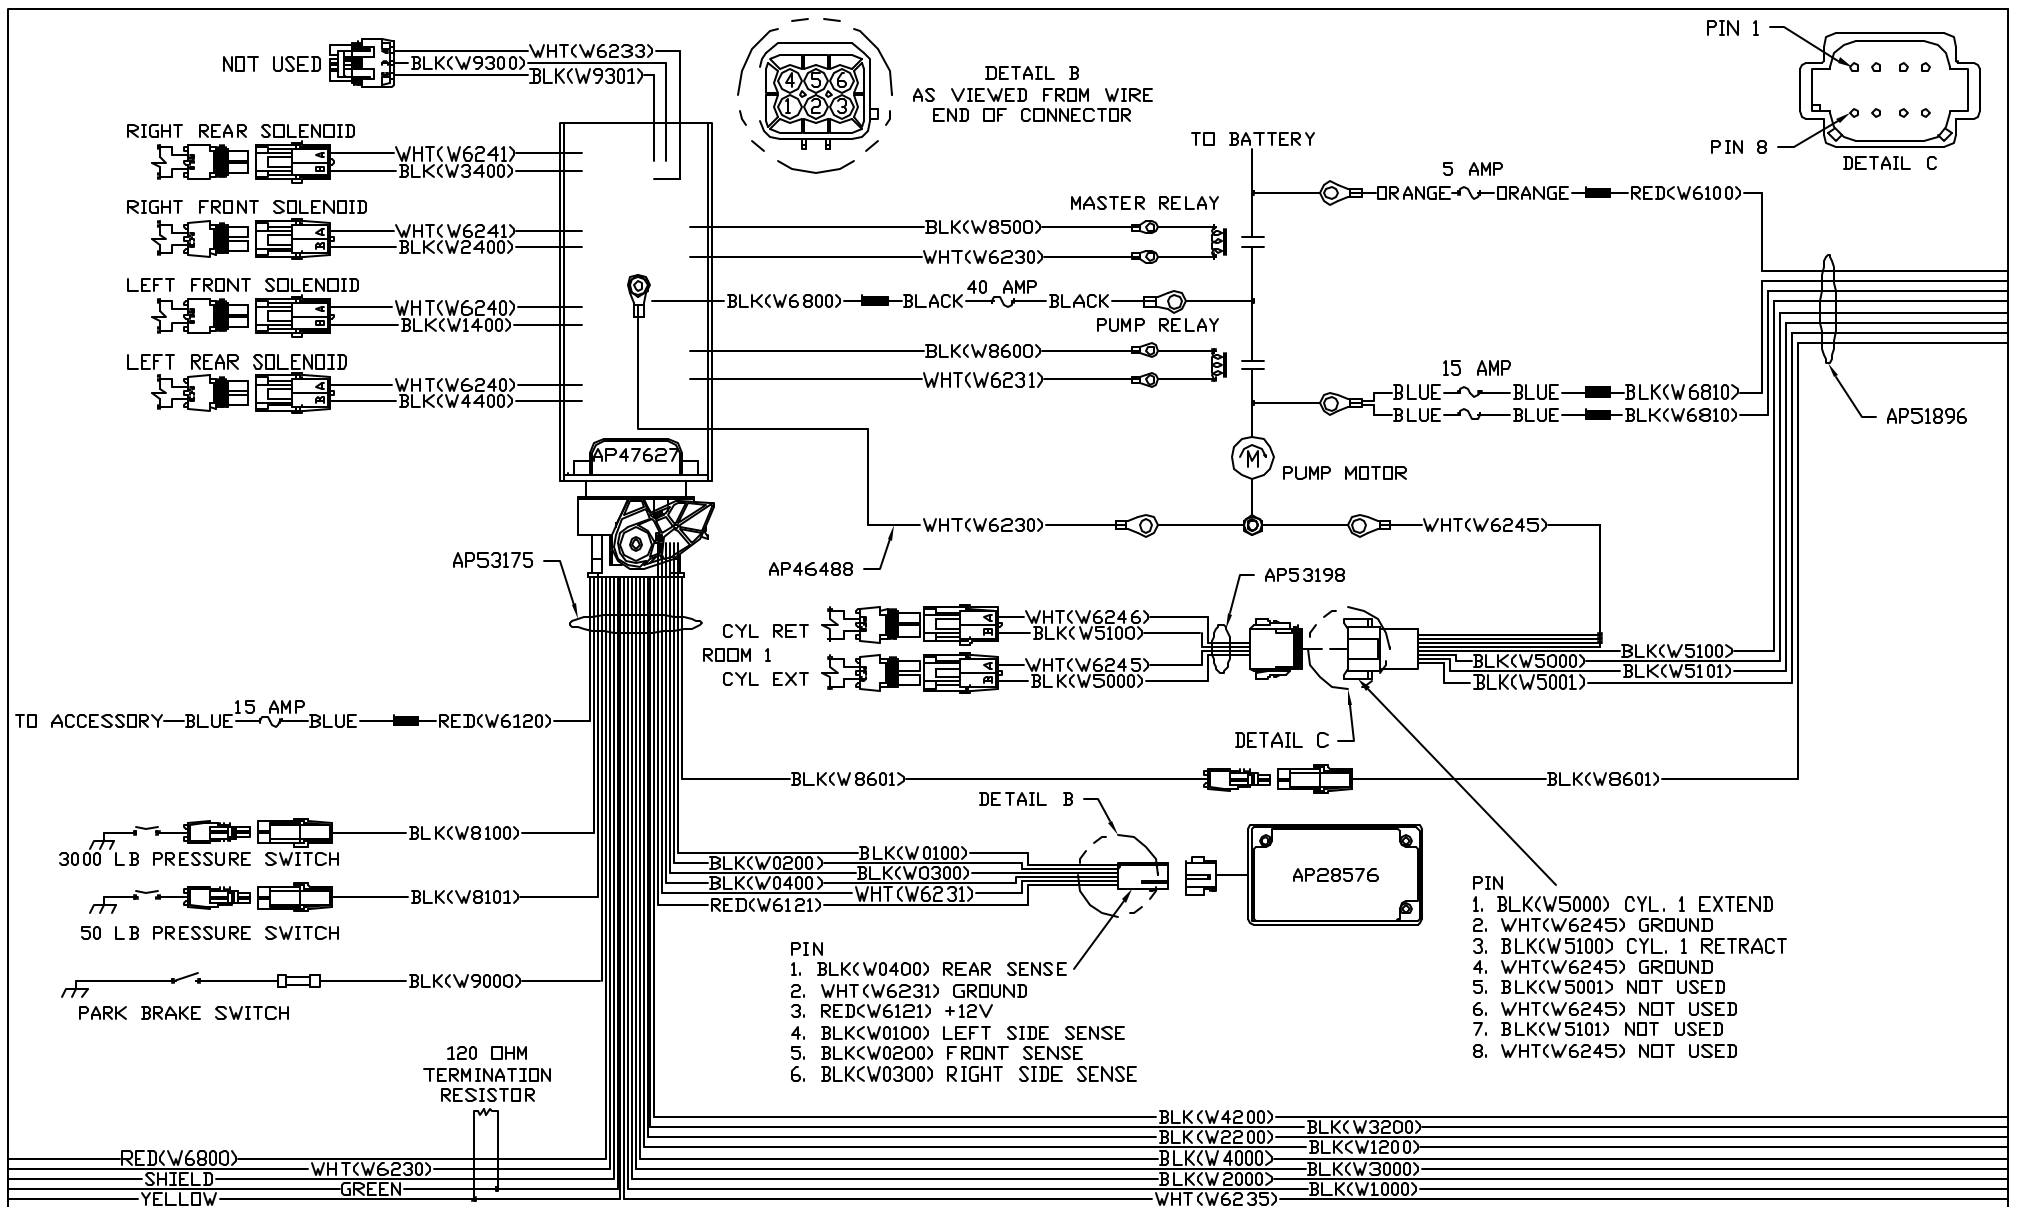 NOT USED
WHT(W6233)
BLK(W9300)
BLK(W9301)
4 5 6
1 2 3
DETAIL B
AS VIEWED FROM WIRE
END OF CONNECTOR
PIN 1
PIN 8
DETAIL C
RIGHT REAR SOLENOID
A
B
WHT(W6241)
BLK(W3400)
RIGHT FRONT SOLENOID
A
B
WHT(W6241)
BLK(W2400)
LEFT FRONT SOLENOID
A
B
WHT(W6240)
BLK(W1400)
LEFT REAR SOLENOID
A
B
WHT(W6240)
BLK(W4400)
AP47627
TO BATTERY
MASTER RELAY
BLK(W8500)
WHT(W6230)
40 AMP
BLK(W6800) BLACK BLACK
PUMP RELAY
BLK(W8600)
WHT(W6231)
5 AMP
ORANGE ORANGE RED(W6100)
15 AMP
BLUE BLUE BLK(W6810)
BLUE BLUE BLK(W6810)
AP51896
M
PUMP MOTOR
WHT(W6230)
WHT(W6245)
AP46488
AP53175
AP53198
CYL RET
ROOM 1
CYL EXT
A
B
WHT(W6246)
BLK(W5100)
A
B
WHT(W6245)
BLK(W5000)
BLK(W5100)
BLK(W5000)
BLK(W5101)
BLK(W5001)
DETAIL C
15 AMP
TO ACCESSORY BLUE BLUE RED(W6120)
BLK(W8601)
BLK(W8601)
DETAIL B
BLK(W8100)
3000 LB PRESSURE SWITCH
BLK(W8101)
50 LB PRESSURE SWITCH
BLK(W9000)
PARK BRAKE SWITCH
BLK(W0100)
BLK(W0200)
BLK(W0300)
BLK(W0400)
WHT(W6231)
RED(W6121)
AP28576
PIN
1. BLK(W0400) REAR SENSE
2. WHT(W6231) GROUND
3. RED(W6121) +12V
4. BLK(W0100) LEFT SIDE SENSE
5. BLK(W0200) FRONT SENSE
6. BLK(W0300) RIGHT SIDE SENSE
PIN
1. BLK(W5000) CYL. 1 EXTEND
2. WHT(W6245) GROUND
3. BLK(W5100) CYL. 1 RETRACT
4. WHT(W6245) GROUND
5. BLK(W5001) NOT USED
6. WHT(W6245) NOT USED
7. BLK(W5101) NOT USED
8. WHT(W6245) NOT USED
120 OHM
TERMINATION
RESISTOR
RED(W6800)
WHT(W6230)
SHIELD
GREEN
YELLOW
BLK(W4200)
BLK(W3200)
BLK(W2200)
BLK(W1200)
BLK(W4000)
BLK(W3000)
BLK(W2000)
BLK(W1000)
WHT(W6235)